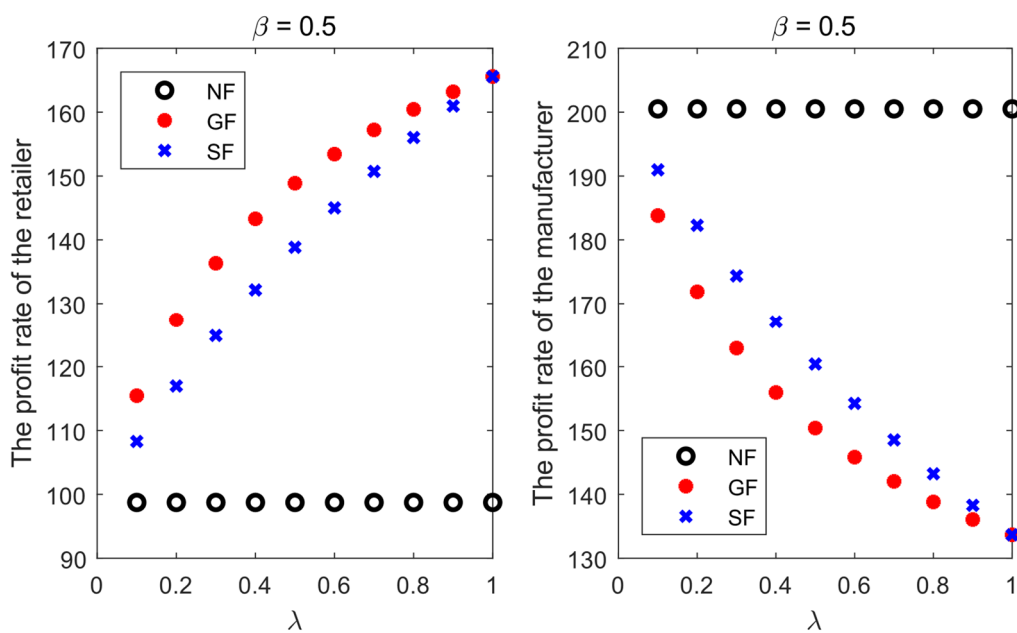 β = 0.5
The profit rate of the retailer
170
160
150
140
130
120
110
100
90
NF
GF
SF
0
0.2
0.4
0.6
0.8
1
λ
β = 0.5
The profit rate of the manufacturer
210
200
190
180
170
160
150
140
130
NF
GF
SF
0
0.2
0.4
0.6
0.8
1
λ